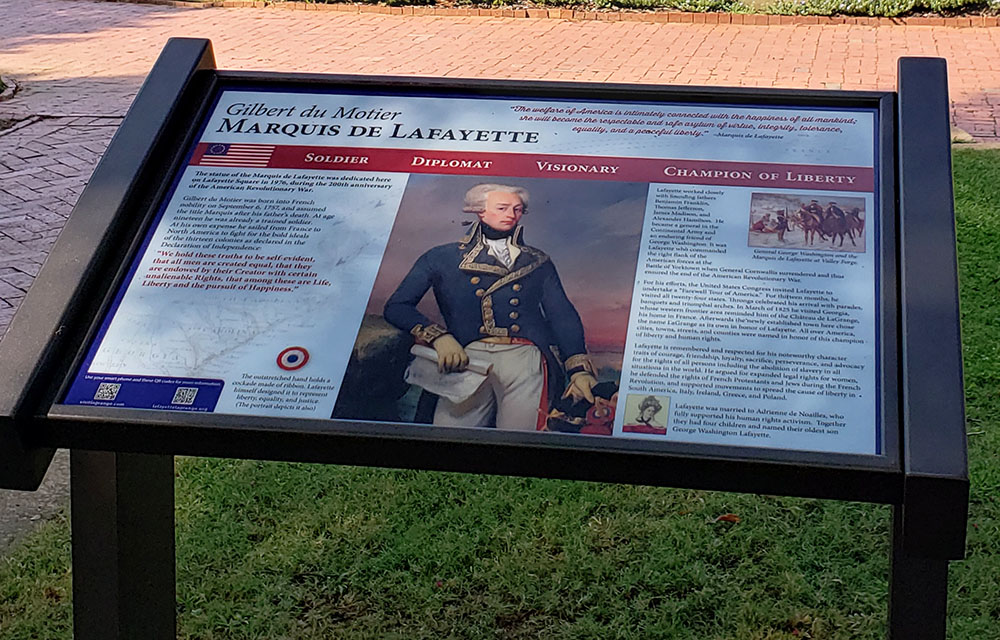 Gilbert du Motier
MARQUIS DE LAFAYETTE
"The welfare of America is intimately connected with the happiness of all mankind;
she will become the respectable and safe asylum of virtue, integrity, tolerance,
equality, and a peaceful liberty." –Marquis de Lafayette
SOLDIER DIPLOMAT VISIONARY CHAMPION OF LIBERTY
The statue of the Marquis de Lafayette was dedicated here
on Lafayette Square in 1976, during the 200th anniversary
of the American Revolutionary War.
Gilbert du Motier was born into French
nobility on September 6, 1757, and assumed
the title Marquis after his father's death. At age
nineteen he was already a trained soldier.
At his own expense he sailed from France to
North America to fight for the bold ideals
of the thirteen colonies as declared in the
Declaration of Independence:
"We hold these truths to be self-evident,
that all men are created equal, that they
are endowed by their Creator with certain
unalienable Rights, that among these are Life,
Liberty and the pursuit of Happiness."
GEORGIA
The outstretched hand holds a
cockade made of ribbon. Lafayette
himself designed it to represent
liberty, equality, and justice.
(The portrait depicts it also)
Use your smart phone and these QR codes for more information
visitlagrange.com
lafayettelagrange.org
Lafayette worked closely
with founding fathers
Benjamin Franklin,
Thomas Jefferson,
James Madison, and
Alexander Hamilton. He
became a general in the
Continental Army and
an enduring friend of
George Washington. It was
Lafayette who commanded
the right flank of the
American forces at the
Battle of Yorktown when General Cornwallis surrendered and thus
ensured the end of the American Revolutionary War.
General George Washington and the
Marquis de Lafayette at Valley Forge.
For his efforts, the United States Congress invited Lafayette to
undertake a "Farewell Tour of America." For thirteen months, he
visited all twenty-four states. Throngs celebrated his arrival with parades,
banquets and triumphal arches. In March of 1825 he visited Georgia,
whose western frontier area reminded him of the Château de LaGrange,
his home in France. Afterwards the newly established town here chose
the name LaGrange as its own in honor of Lafayette. All over America,
cities, towns, streets, and counties were named in honor of this champion
of liberty and human rights.
Lafayette is remembered and respected for his noteworthy character
traits of courage, friendship, loyalty, sacrifice, perseverance, and advocacy
for the rights of all persons including the abolition of slavery in all
situations in the world. He argued for expanded legal rights for women,
he defended the rights of French Protestants and Jews during the French
Revolution, and supported movements to spread the cause of liberty in
South America, Italy, Ireland, Greece, and Poland.
Lafayette was married to Adrienne de Noailles, who
fully supported his human rights activism. Together
they had four children and named their oldest son
George Washington Lafayette.